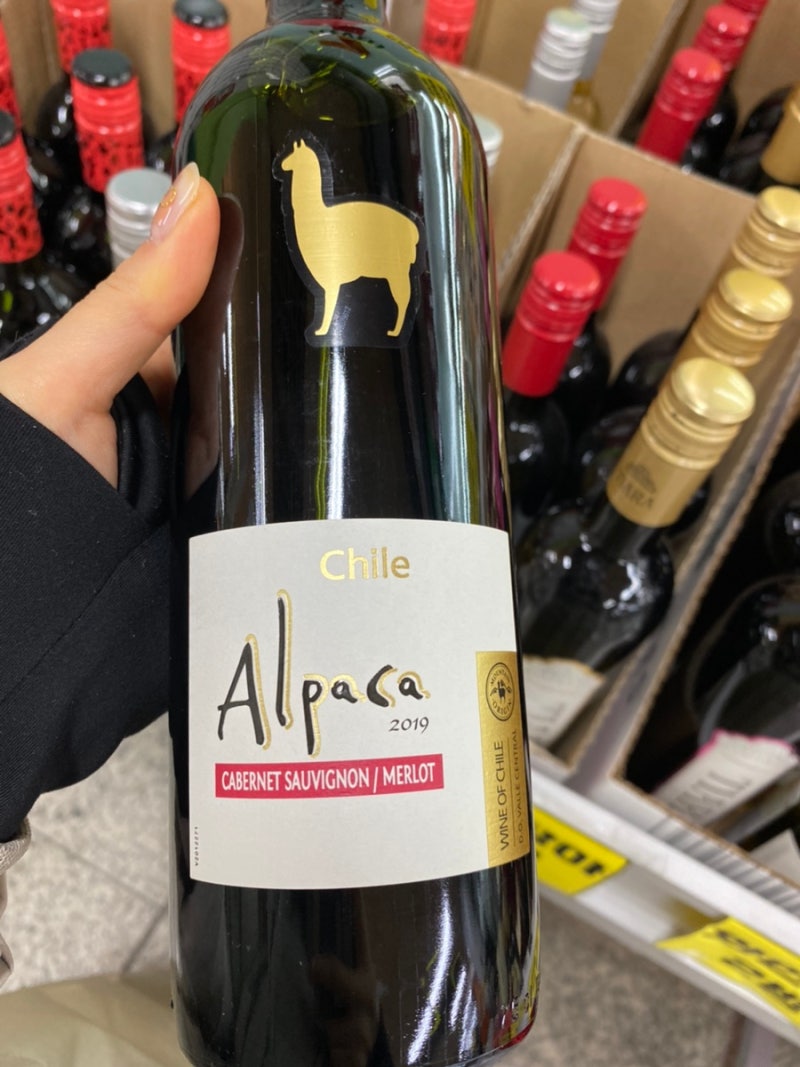 Chile
Alpaca
2019
CABERNET SAUVIGNON / MERLOT
WINE OF CHILE
D.O. VALLE CENTRAL